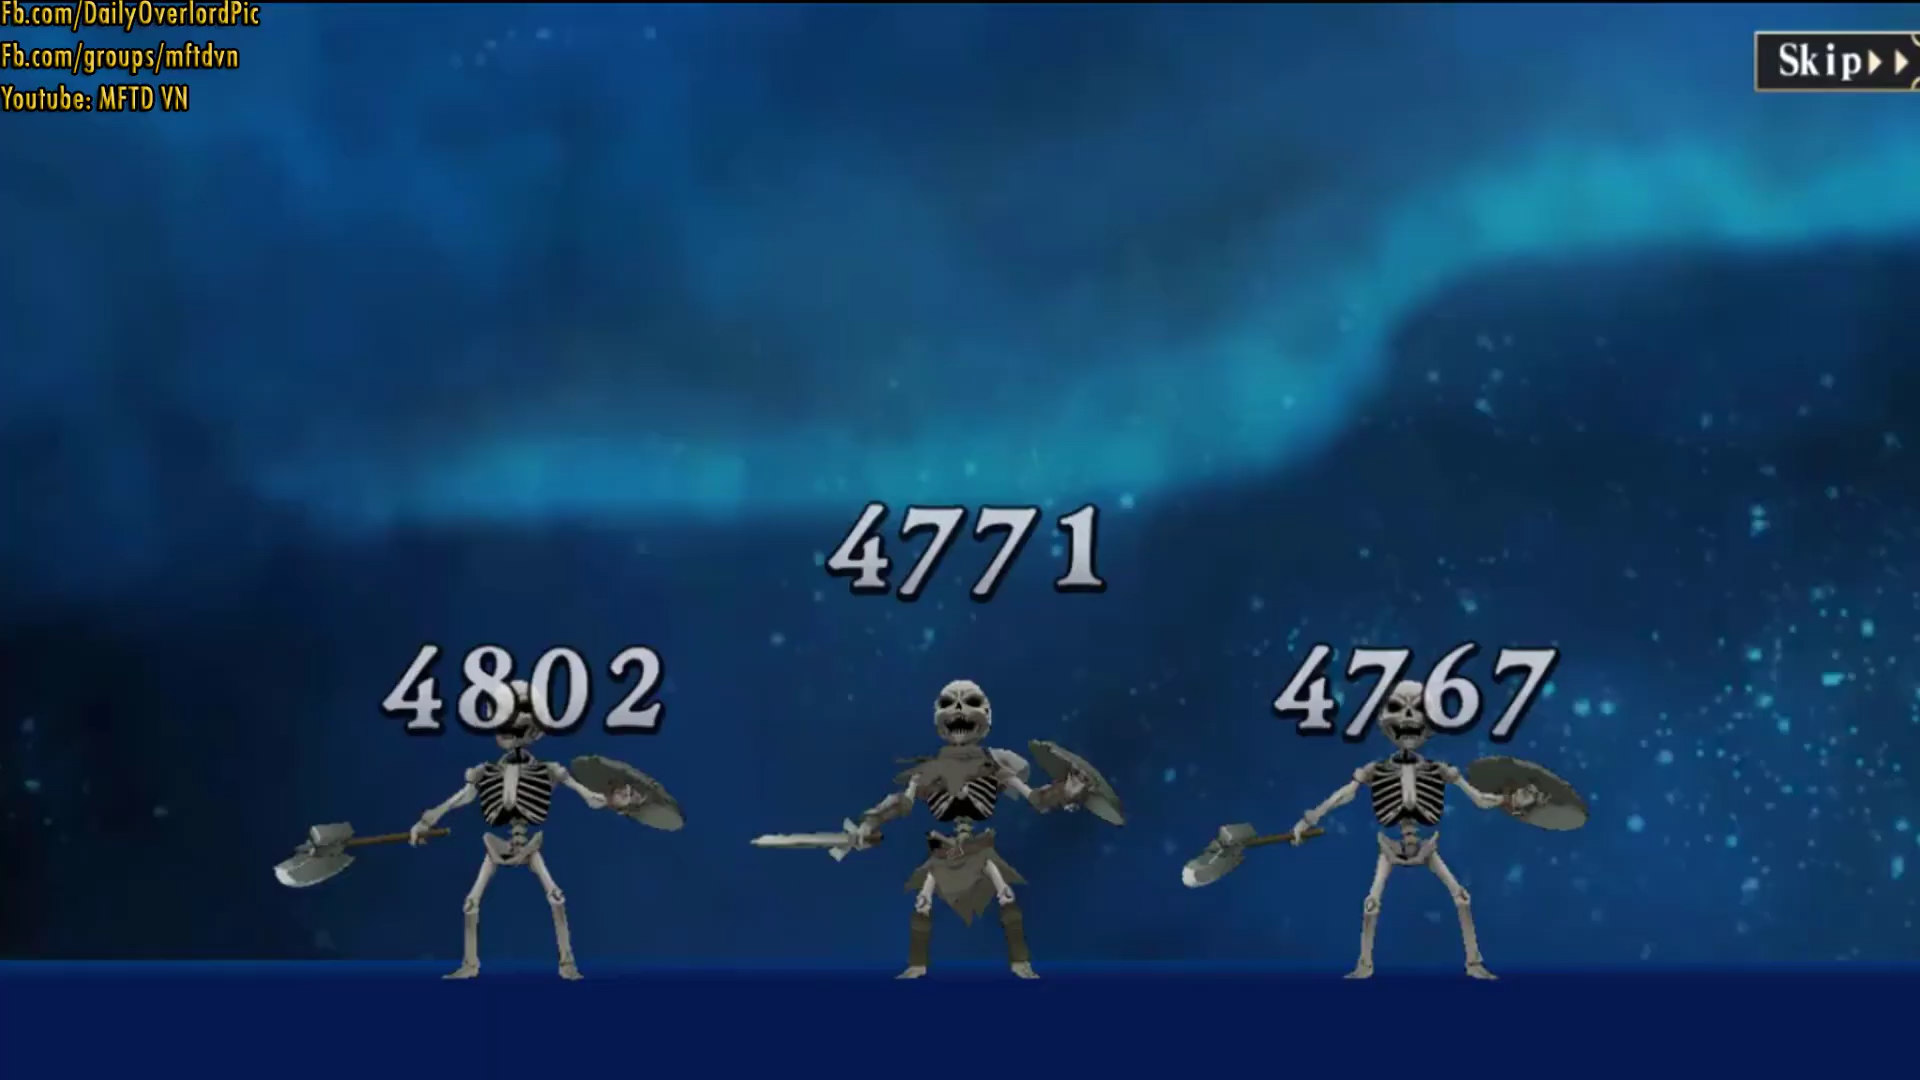 Fb.com/DailyOverlordPic
Fb.com/groups/mftdvn
Youtube: MFTD VN
Skip
4771
4802
4767